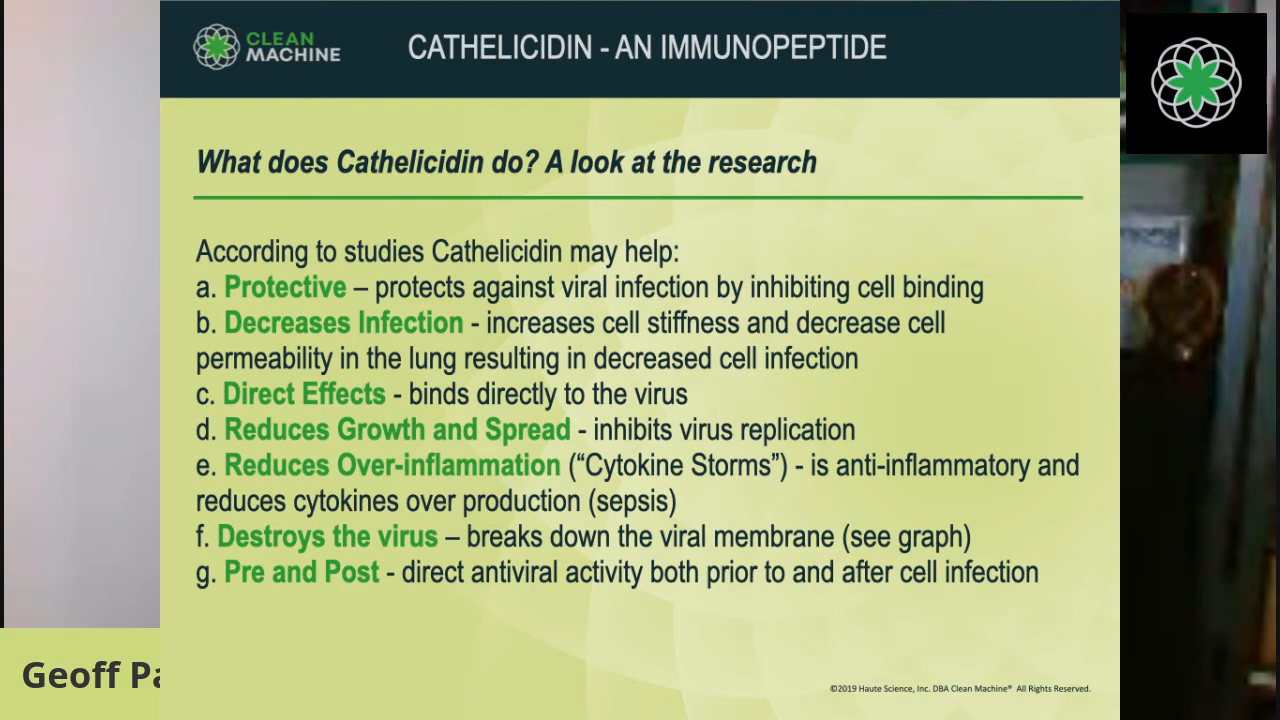 CLEAN
MACHINE
CATHELICIDIN - AN IMMUNOPEPTIDE
What does Cathelicidin do? A look at the research
According to studies Cathelicidin may help:
a. Protective – protects against viral infection by inhibiting cell binding
b. Decreases Infection - increases cell stiffness and decrease cell
permeability in the lung resulting in decreased cell infection
c. Direct Effects - binds directly to the virus
d. Reduces Growth and Spread - inhibits virus replication
e. Reduces Over-inflammation (“Cytokine Storms”) - is anti-inflammatory and
reduces cytokines over production (sepsis)
f. Destroys the virus – breaks down the viral membrane (see graph)
g. Pre and Post - direct antiviral activity both prior to and after cell infection
Geoff Pa
©2019 Haute Science, Inc. DBA Clean Machine® All Rights Reserved.